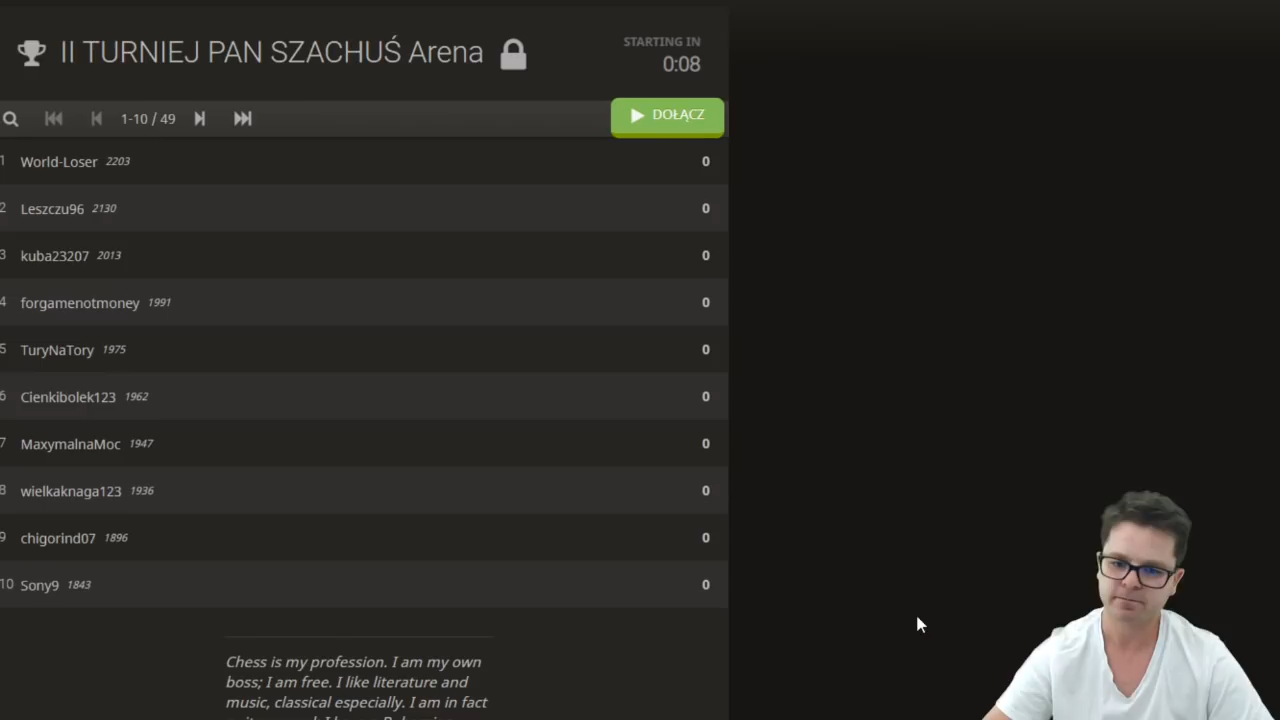 II TURNIEJ PAN SZACHUŚ Arena
STARTING IN
0:08
1-10 / 49
DOŁĄCZ
1 World-Loser 2203 0
2 Leszczu96 2130 0
3 kuba23207 2013 0
4 forgamenotmoney 1991 0
5 TuryNaTory 1975 0
6 Cienkibolek123 1962 0
7 MaxymalnaMoc 1947 0
8 wielkaknaga123 1936 0
9 chigorind07 1896 0
10 Sony9 1843 0
Chess is my profession. I am my own
boss; I am free. I like literature and
music, classical especially. I am in fact